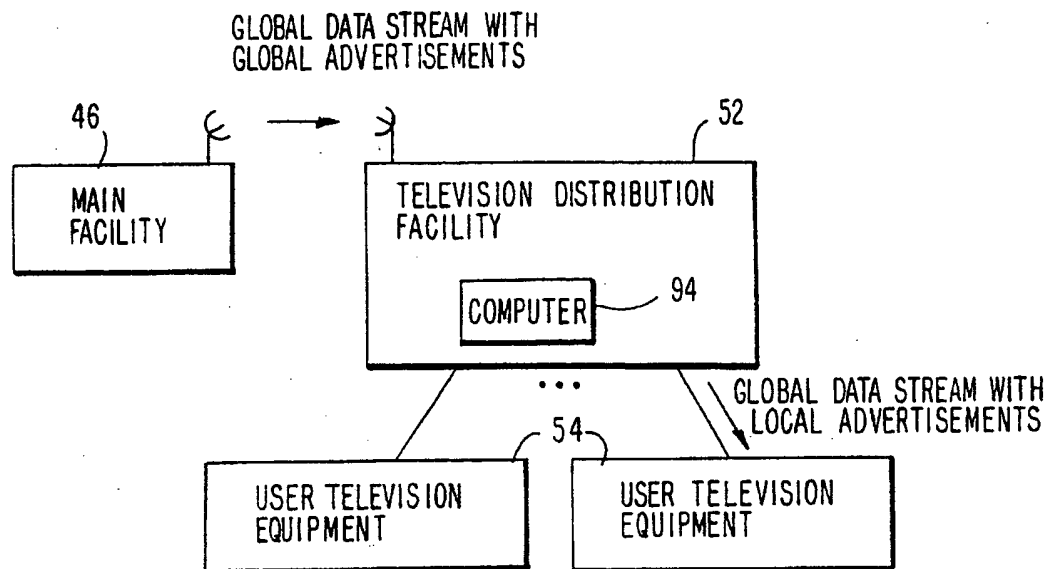 GLOBAL DATA STREAM WITH
GLOBAL ADVERTISEMENTS
46
52
MAIN
FACILITY
TELEVISION DISTRIBUTION
FACILITY
COMPUTER
94
GLOBAL DATA STREAM WITH
LOCAL ADVERTISEMENTS
54
USER TELEVISION
EQUIPMENT
USER TELEVISION
EQUIPMENT